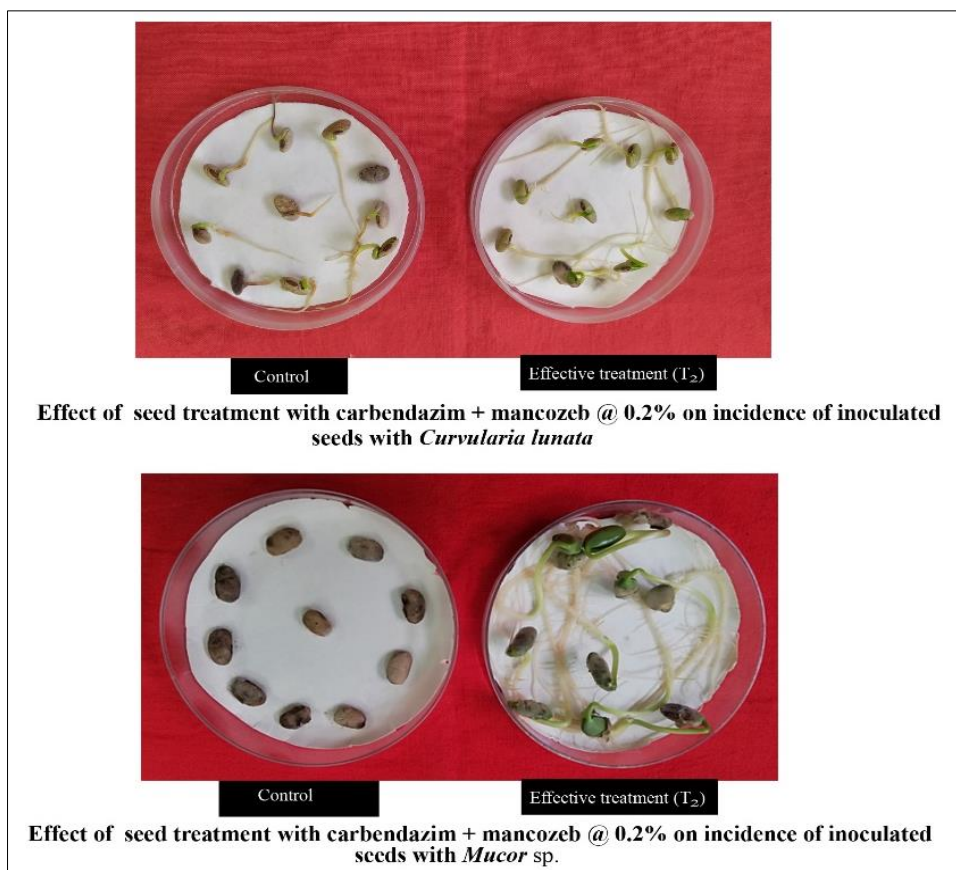 Control
Effective treatment (T₂)
Effect of seed treatment with carbendazim + mancozeb @ 0.2% on incidence of inoculated
seeds with Curvularia lunata
Control
Effective treatment (T₂)
Effect of seed treatment with carbendazim + mancozeb @ 0.2% on incidence of inoculated
seeds with Mucor sp.